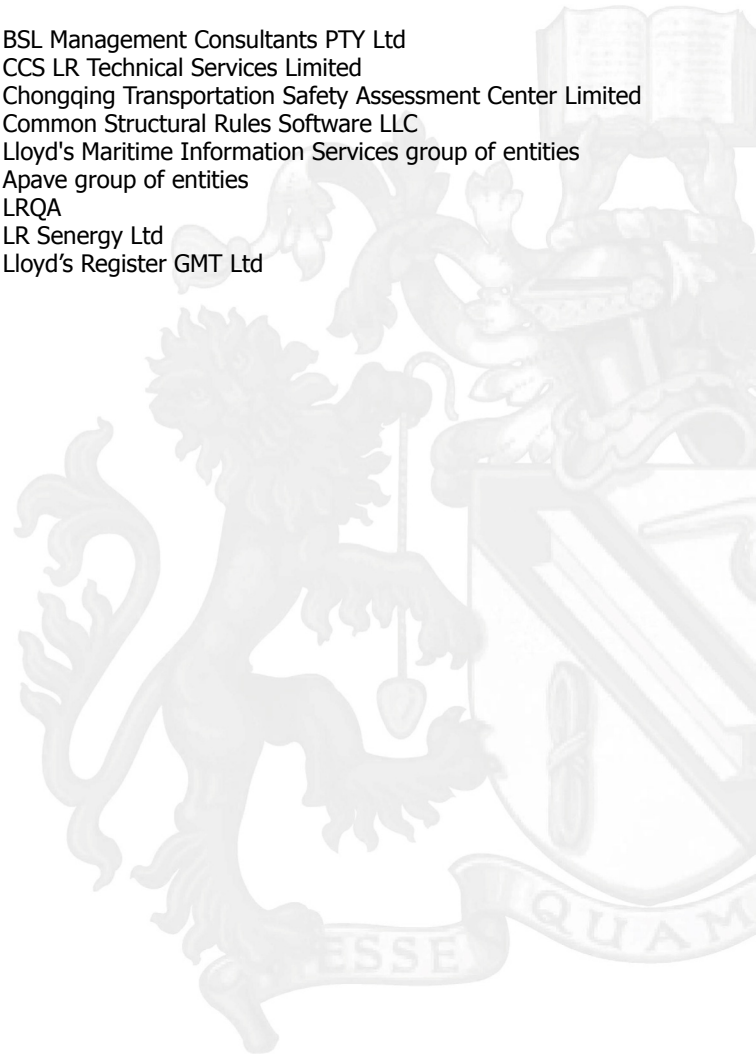 BSL Management Consultants PTY Ltd
CCS LR Technical Services Limited
Chongqing Transportation Safety Assessment Center Limited
Common Structural Rules Software LLC
Lloyd's Maritime Information Services group of entities
Apave group of entities
LRQA
LR Senergy Ltd
Lloyd’s Register GMT Ltd
ESSE QUAM